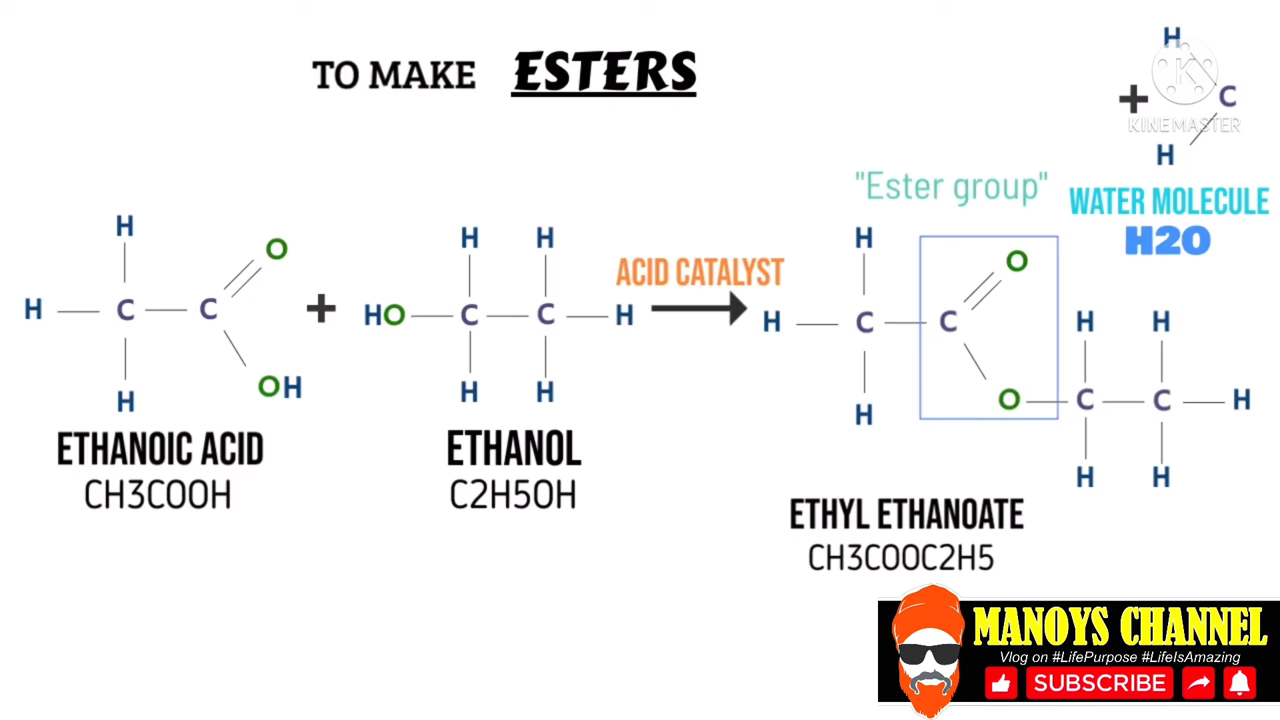 TO MAKE ESTERS
H
+ C
KINEMASTER
H
"Ester group"
WATER MOLECULE
H2O
H O
H C C
OH
H
+
H H
HO C C H
H H
ACID CATALYST
H O
H C C
H
H H
O C C H
H H
ETHANOIC ACID
CH3COOH
ETHANOL
C2H5OH
ETHYL ETHANOATE
CH3COOC2H5
MANOYS CHANNEL
Vlog on #LifePurpose #LifeIsAmazing
SUBSCRIBE